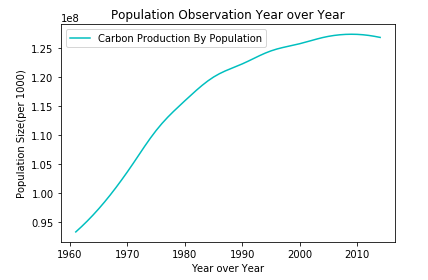 Population Observation Year over Year
1e8
Carbon Production By Population
1.25
1.20
1.15
1.10
1.05
1.00
0.95
Population Size(per 1000)
1960 1970 1980 1990 2000 2010
Year over Year